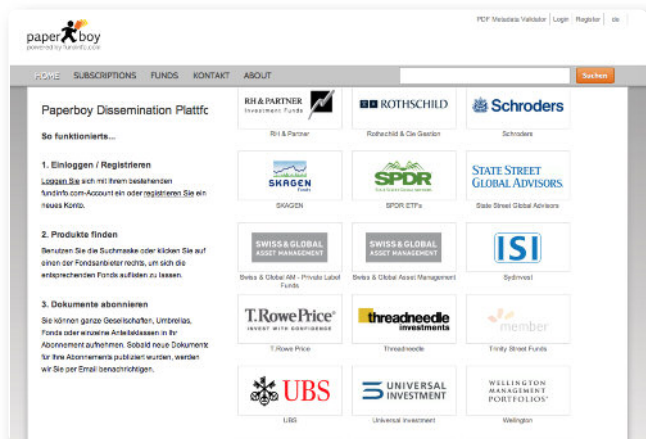 PDF Metadata Validator Login Register de
paperboy
powered by fundinfo.com
HOME SUBSCRIPTIONS FUNDS KONTAKT ABOUT
Suchen
Paperboy Dissemination Plattfo
So funktionierts...
1. Einloggen / Registrieren
Loggen Sie sich mit Ihrem bestehenden
fundinfo.com-Account ein oder registrieren Sie ein
neues Konto.
2. Produkte finden
Benutzen Sie die Suchmaske oder klicken Sie auf
einen der Fondsanbieter rechts, um sich die
entsprechenden Fonds auflisten zu lassen.
3. Dokumente abonnieren
Sie können ganze Gesellschaften, Umbrellas,
Fonds oder einzelne Anteilsklassen in Ihr
Abonnement aufnehmen. Sobald neue Dokumente
für Ihre Abonnements publiziert wurden, werden
wir Sie per Email benachrichtigen.
RH & PARTNER
Investment Funds
ROTHSCHILD
Schroders
RH & Partner
Rothschild & Cie Gestion
Schroders
SKAGEN
Funds
SPDR
STATE STREET
GLOBAL ADVISORS
SKAGEN
SPDR ETFs
State Street Global Advisors
SWISS & GLOBAL
ASSET MANAGEMENT
SWISS & GLOBAL
ASSET MANAGEMENT
ISI
Swiss & Global AM - Private Label
Funds
Swiss & Global Asset Management
Sydinvest
T.RowePrice
INVEST WITH CONFIDENCE
threadneedle
investments
member
T.Rowe Price
Threadneedle
Trinity Street Funds
UBS
UNIVERSAL
INVESTMENT
WELLINGTON
MANAGEMENT
PORTFOLIOS
UBS
Universal Investment
Wellington